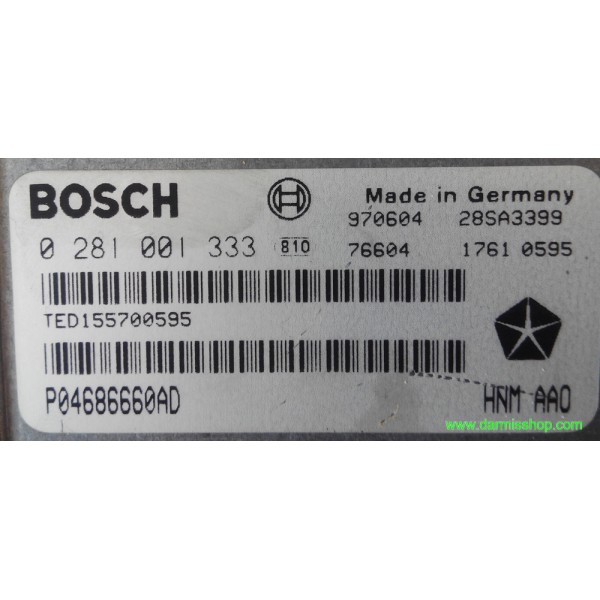 BOSCH Made in Germany
970604 28SA3399
0 281 001 333 810 76604 1761 0595
TED155700595
P04686660AD HNM AAO
www.darmisshop.com